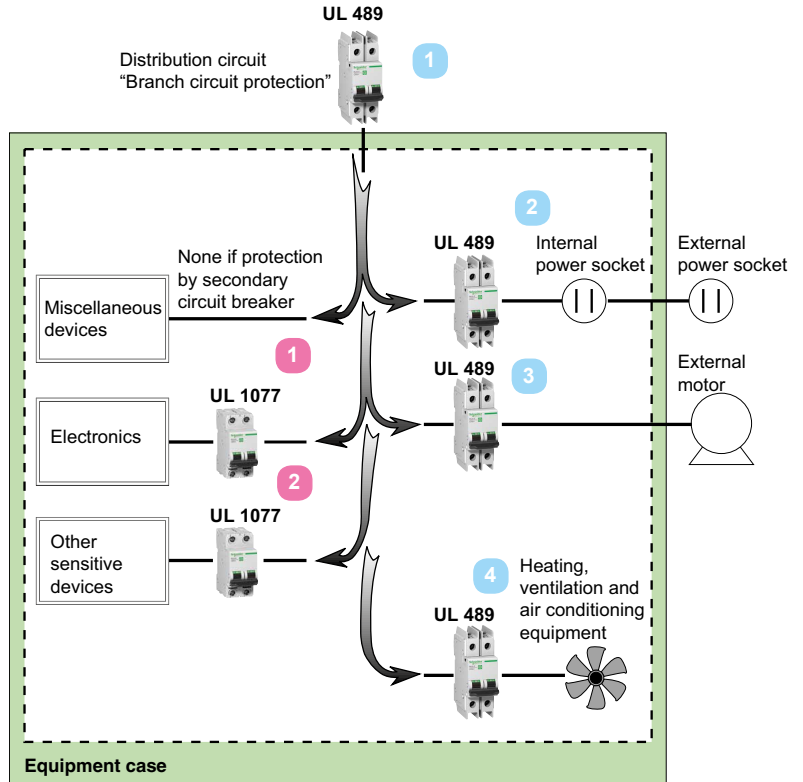 UL 489
Distribution circuit
“Branch circuit protection”
1
2
None if protection
by secondary
circuit breaker
UL 489
Internal
power socket
External
power socket
Miscellaneous
devices
1
UL 489
3
External
motor
UL 1077
Electronics
2
UL 1077
Other
sensitive
devices
4
Heating,
ventilation and
air conditioning
equipment
UL 489
Equipment case